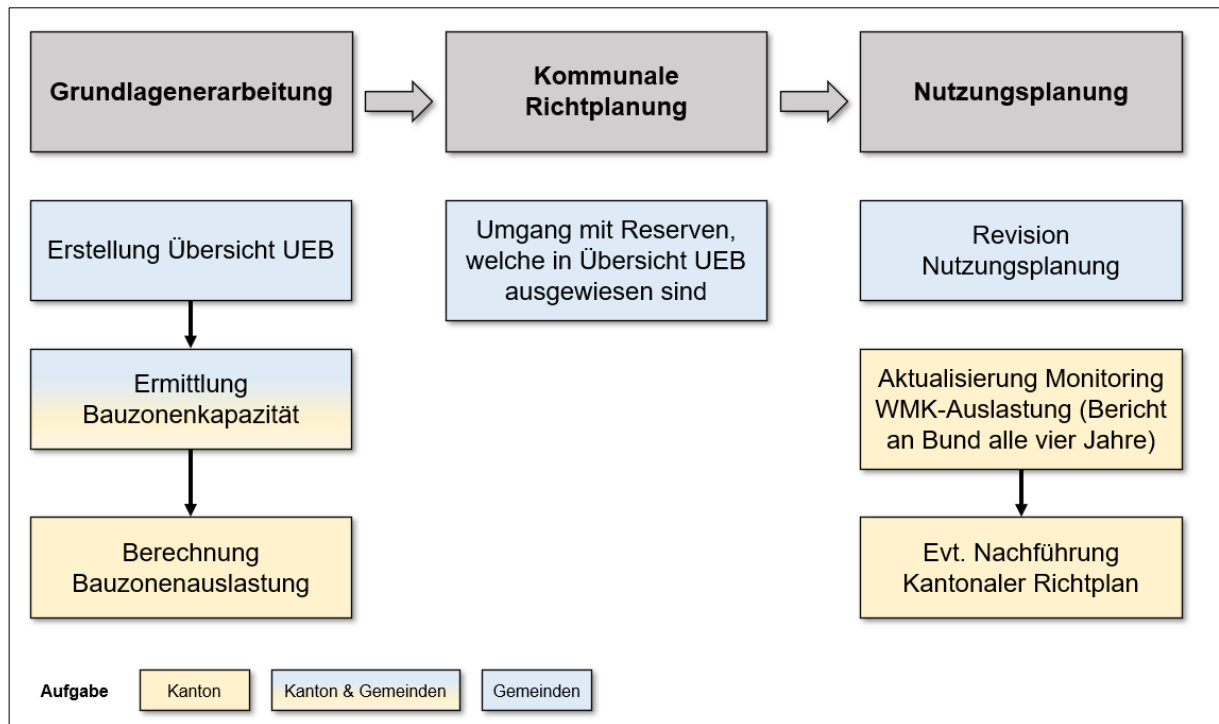 Grundlagenerarbeitung
Kommunale
Richtplanung
Nutzungsplanung
Erstellung Übersicht UEB
Umgang mit Reserven,
welche in Übersicht UEB
ausgewiesen sind
Revision
Nutzungsplanung
Ermittlung
Bauzonenkapazität
Aktualisierung Monitoring
WMK-Auslastung (Bericht
an Bund alle vier Jahre)
Berechnung
Bauzonenauslastung
Evt. Nachführung
Kantonaler Richtplan
Aufgabe
Kanton
Kanton & Gemeinden
Gemeinden